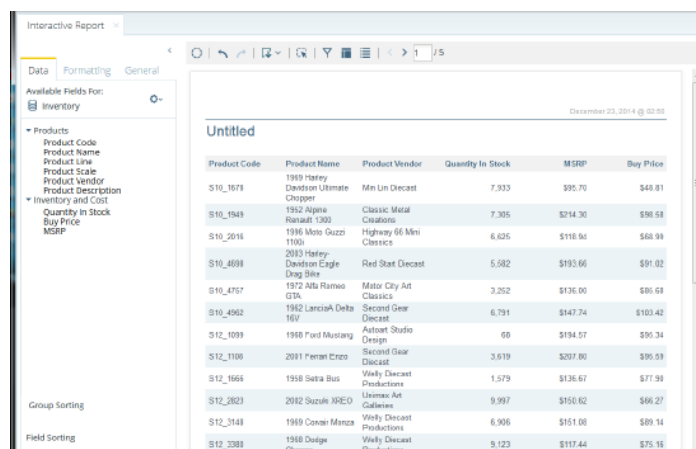 Interactive Report
Data Formatting General
1 / 5
Available Fields For:
Inventory
Products
Product Code
Product Name
Product Line
Product Scale
Product Vendor
Product Description
Inventory and Cost
Quantity In Stock
Buy Price
MSRP
Group Sorting
Field Sorting
December 23, 2014 @ 02:50
Untitled
Product Code Product Name Product Vendor Quantity In Stock MSRP Buy Price
S10_1678 1969 Harley Davidson Ultimate Chopper Min Lin Diecast 7,933 $95.70 $48.81
S10_1949 1952 Alpine Renault 1300 Classic Metal Creations 7,305 $214.30 $98.58
S10_2016 1996 Moto Guzzi 1100i Highway 66 Mini Classics 6,625 $118.94 $68.99
S10_4698 2003 Harley-Davidson Eagle Drag Bike Red Start Diecast 5,582 $193.66 $91.02
S10_4757 1972 Alfa Romeo GTA Motor City Art Classics 3,252 $136.00 $85.68
S10_4962 1962 LanciaA Delta 16V Second Gear Diecast 6,791 $147.74 $103.42
S12_1099 1968 Ford Mustang Autoart Studio Design 68 $194.57 $95.34
S12_1108 2001 Ferrari Enzo Second Gear Diecast 3,619 $207.80 $95.59
S12_1666 1958 Setra Bus Welly Diecast Productions 1,579 $136.67 $77.90
S12_2823 2002 Suzuki XREO Unimax Art Galleries 9,997 $150.62 $66.27
S12_3148 1969 Corvair Monza Welly Diecast Productions 6,906 $151.08 $89.14
S12_3380 1968 Dodge Welly Diecast 9,123 $117.44 $75.16